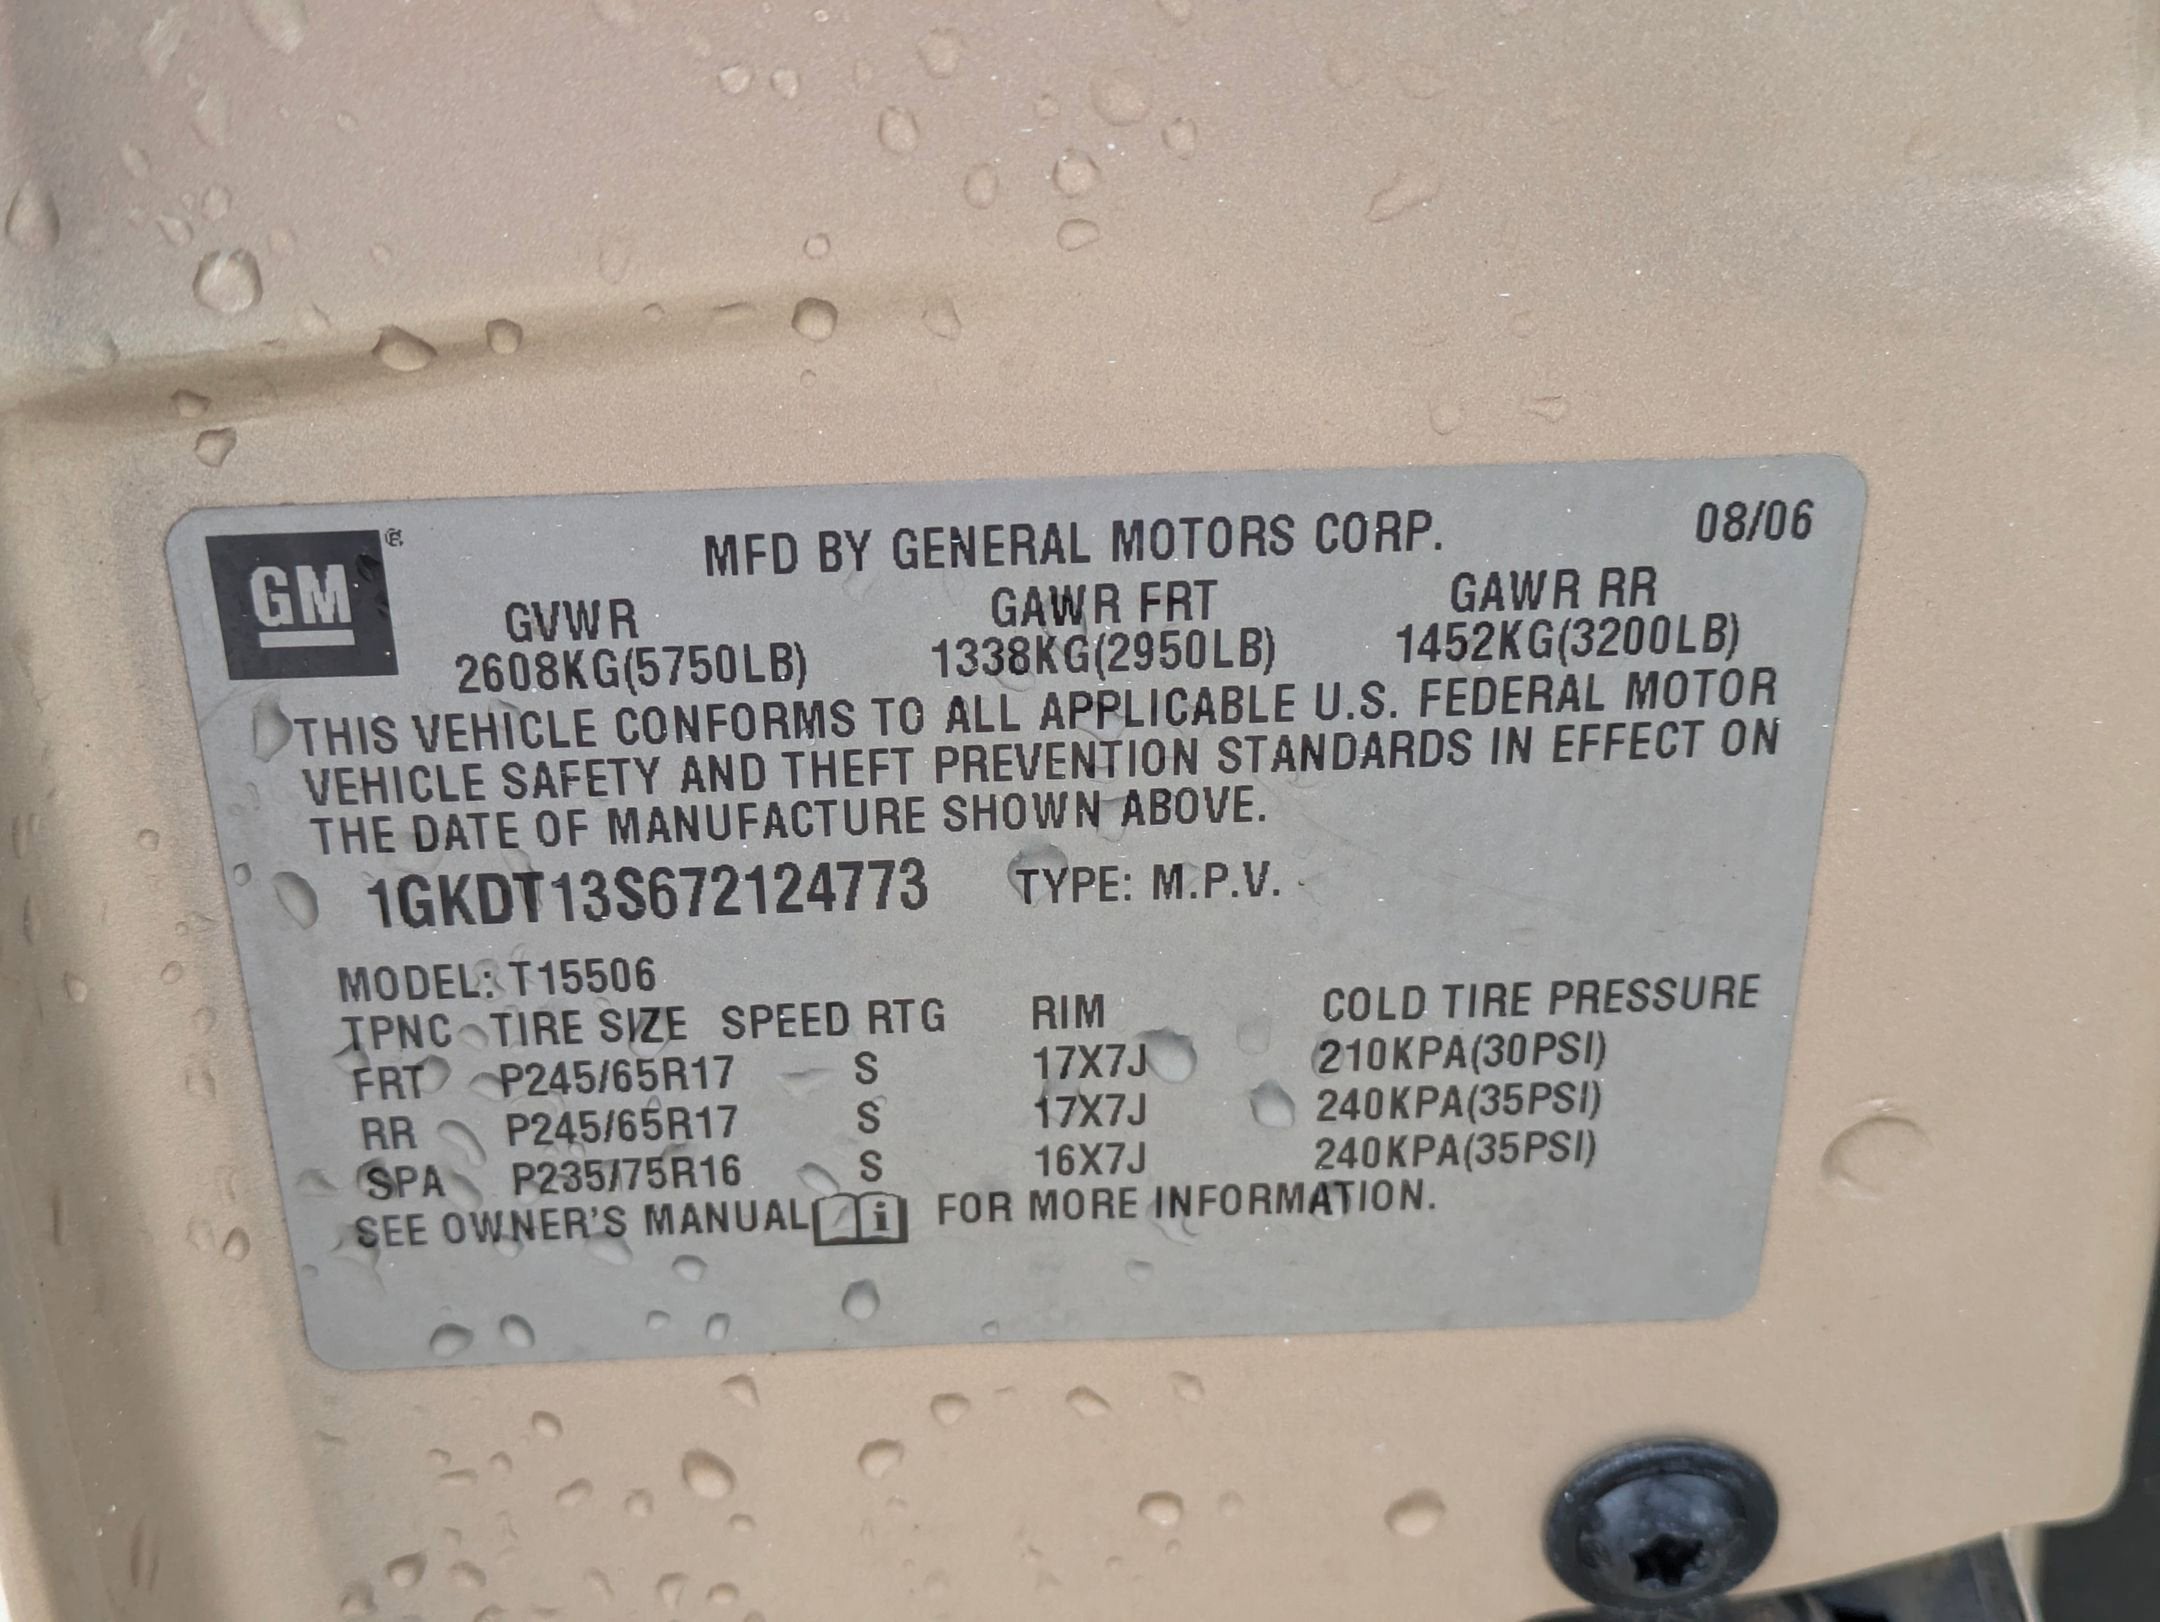 GM ®
MFD BY GENERAL MOTORS CORP. 08/06
GVWR GAWR FRT GAWR RR
2608KG(5750LB) 1338KG(2950LB) 1452KG(3200LB)
THIS VEHICLE CONFORMS TO ALL APPLICABLE U.S. FEDERAL MOTOR
VEHICLE SAFETY AND THEFT PREVENTION STANDARDS IN EFFECT ON
THE DATE OF MANUFACTURE SHOWN ABOVE.
1GKDT13S672124773 TYPE: M.P.V.
MODEL: T15506
TPNC TIRE SIZE SPEED RTG RIM COLD TIRE PRESSURE
FRT P245/65R17 S 17X7J 210KPA(30PSI)
RR P245/65R17 S 17X7J 240KPA(35PSI)
SPA P235/75R16 S 16X7J 240KPA(35PSI)
SEE OWNER'S MANUAL i FOR MORE INFORMATION.